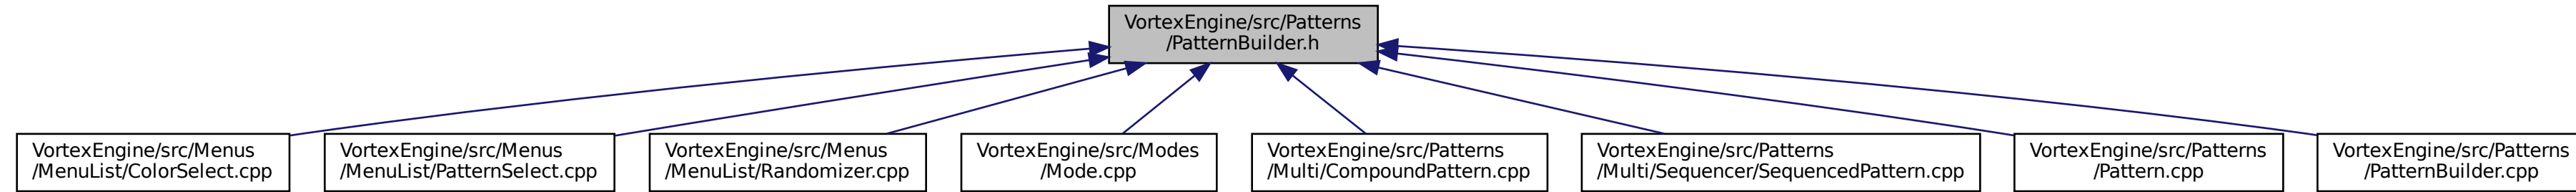 VortexEngine/src/Patterns
/PatternBuilder.h
VortexEngine/src/Menus
/MenuList/ColorSelect.cpp
VortexEngine/src/Menus
/MenuList/PatternSelect.cpp
VortexEngine/src/Menus
/MenuList/Randomizer.cpp
VortexEngine/src/Modes
/Mode.cpp
VortexEngine/src/Patterns
/Multi/CompoundPattern.cpp
VortexEngine/src/Patterns
/Multi/Sequencer/SequencedPattern.cpp
VortexEngine/src/Patterns
/Pattern.cpp
VortexEngine/src/Patterns
/PatternBuilder.cpp